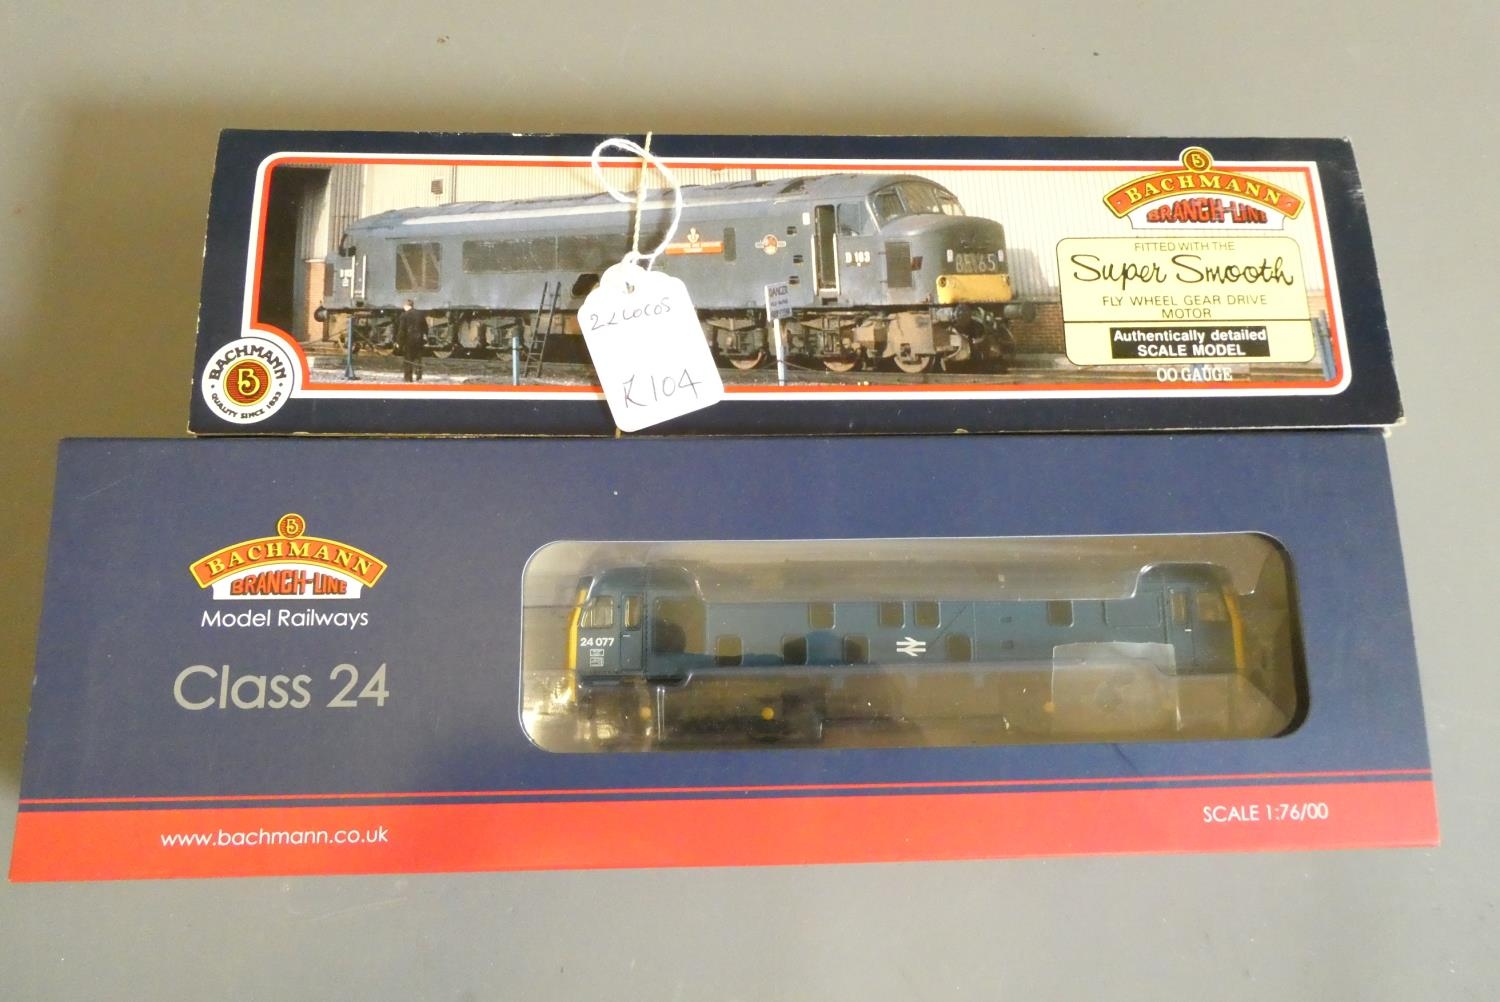 BACHMANN
BRANCH-LINE
FITTED WITH THE
Super Smooth
FLY WHEEL GEAR DRIVE
MOTOR
Authentically detailed
SCALE MODEL
OO GAUGE
D 163
DANGER
BACHMANN
QUALITY SINCE 1833
2 x LOCOS
K104
BACHMANN
BRANCH-LINE
Model Railways
Class 24
24 077
www.bachmann.co.uk
SCALE 1:76/00